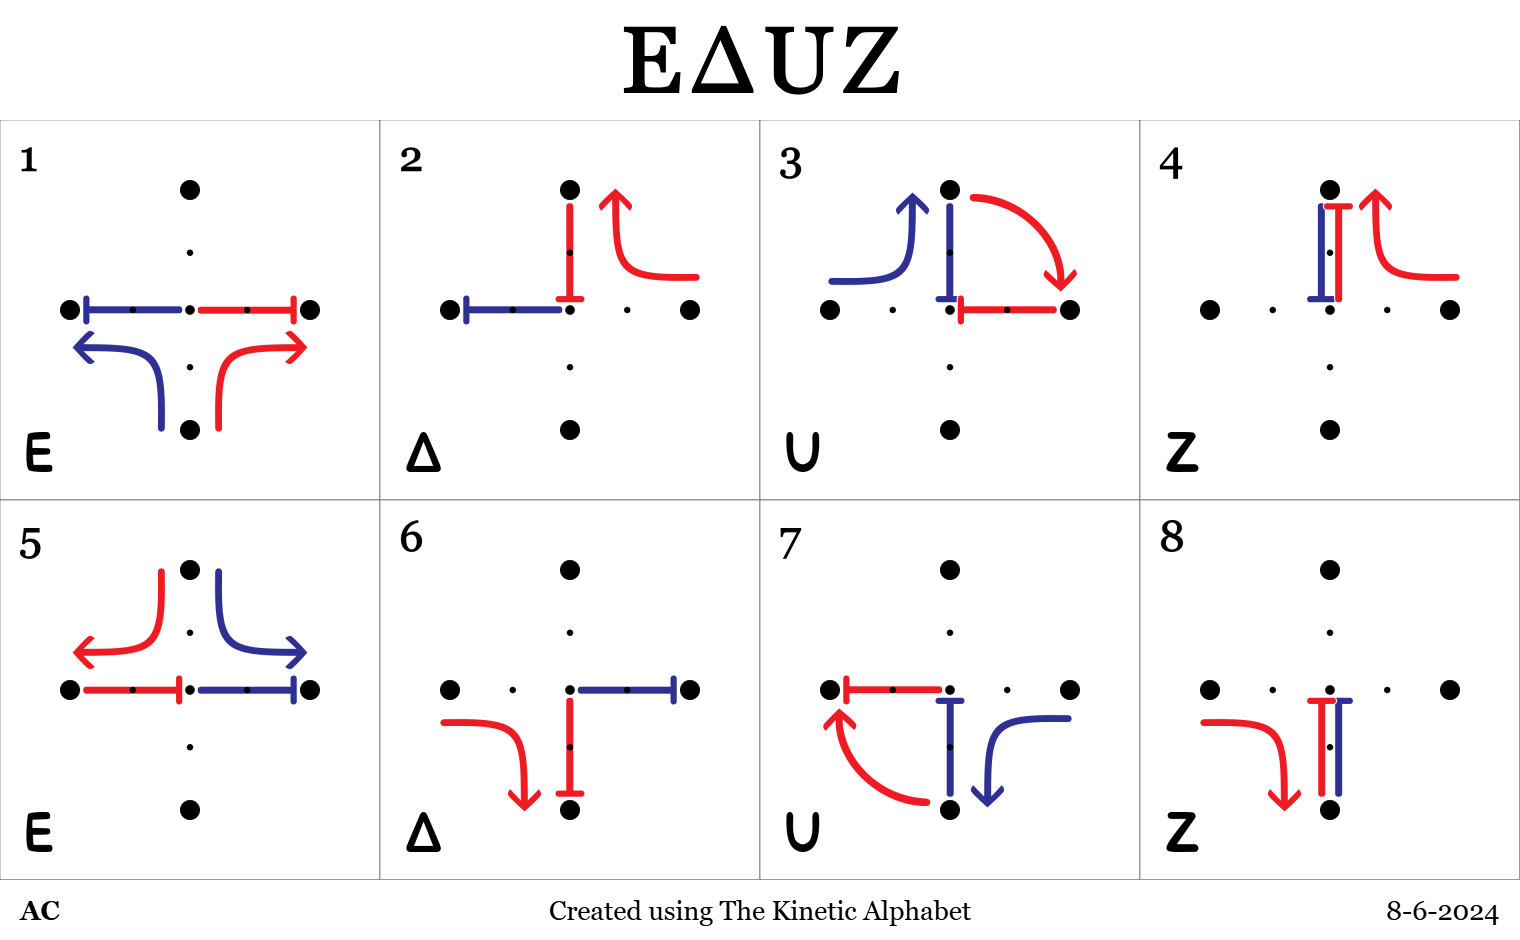 EΔUZ
1 2 3 4
E Δ U Z
5 6 7 8
E Δ U Z
AC Created using The Kinetic Alphabet 8-6-2024